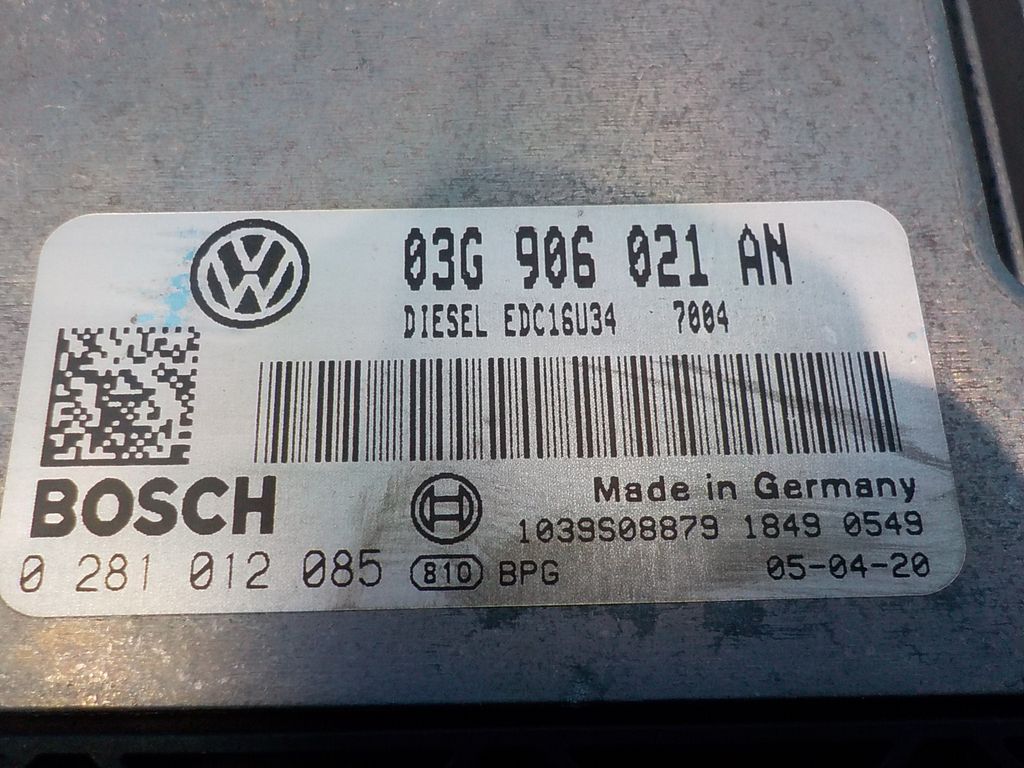 03G 906 021 AN
DIESEL EDC16U34 7004
BOSCH
Made in Germany
1039S08879 1849 0549
0 281 012 085 810 BPG 05-04-20